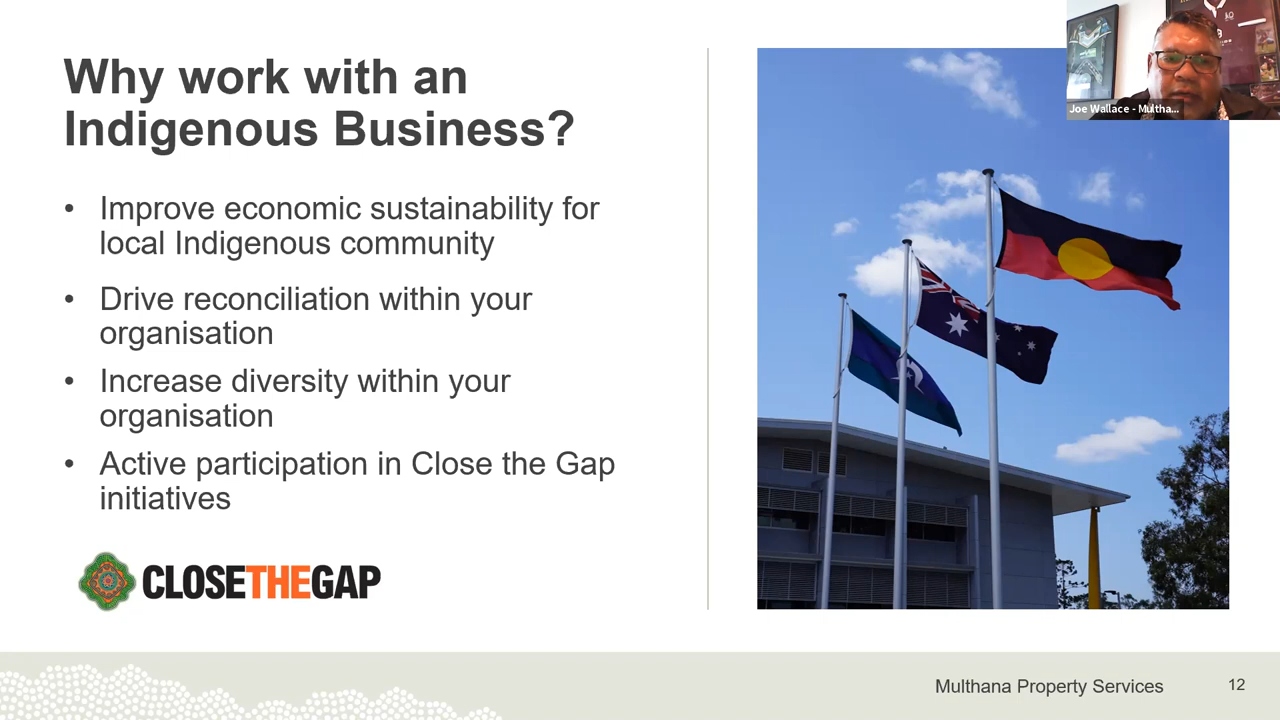 Why work with an
Indigenous Business?
• Improve economic sustainability for
local Indigenous community
• Drive reconciliation within your
organisation
• Increase diversity within your
organisation
• Active participation in Close the Gap
initiatives
CLOSETHEGAP
Joe Wallace - Multha...
Multhana Property Services
12